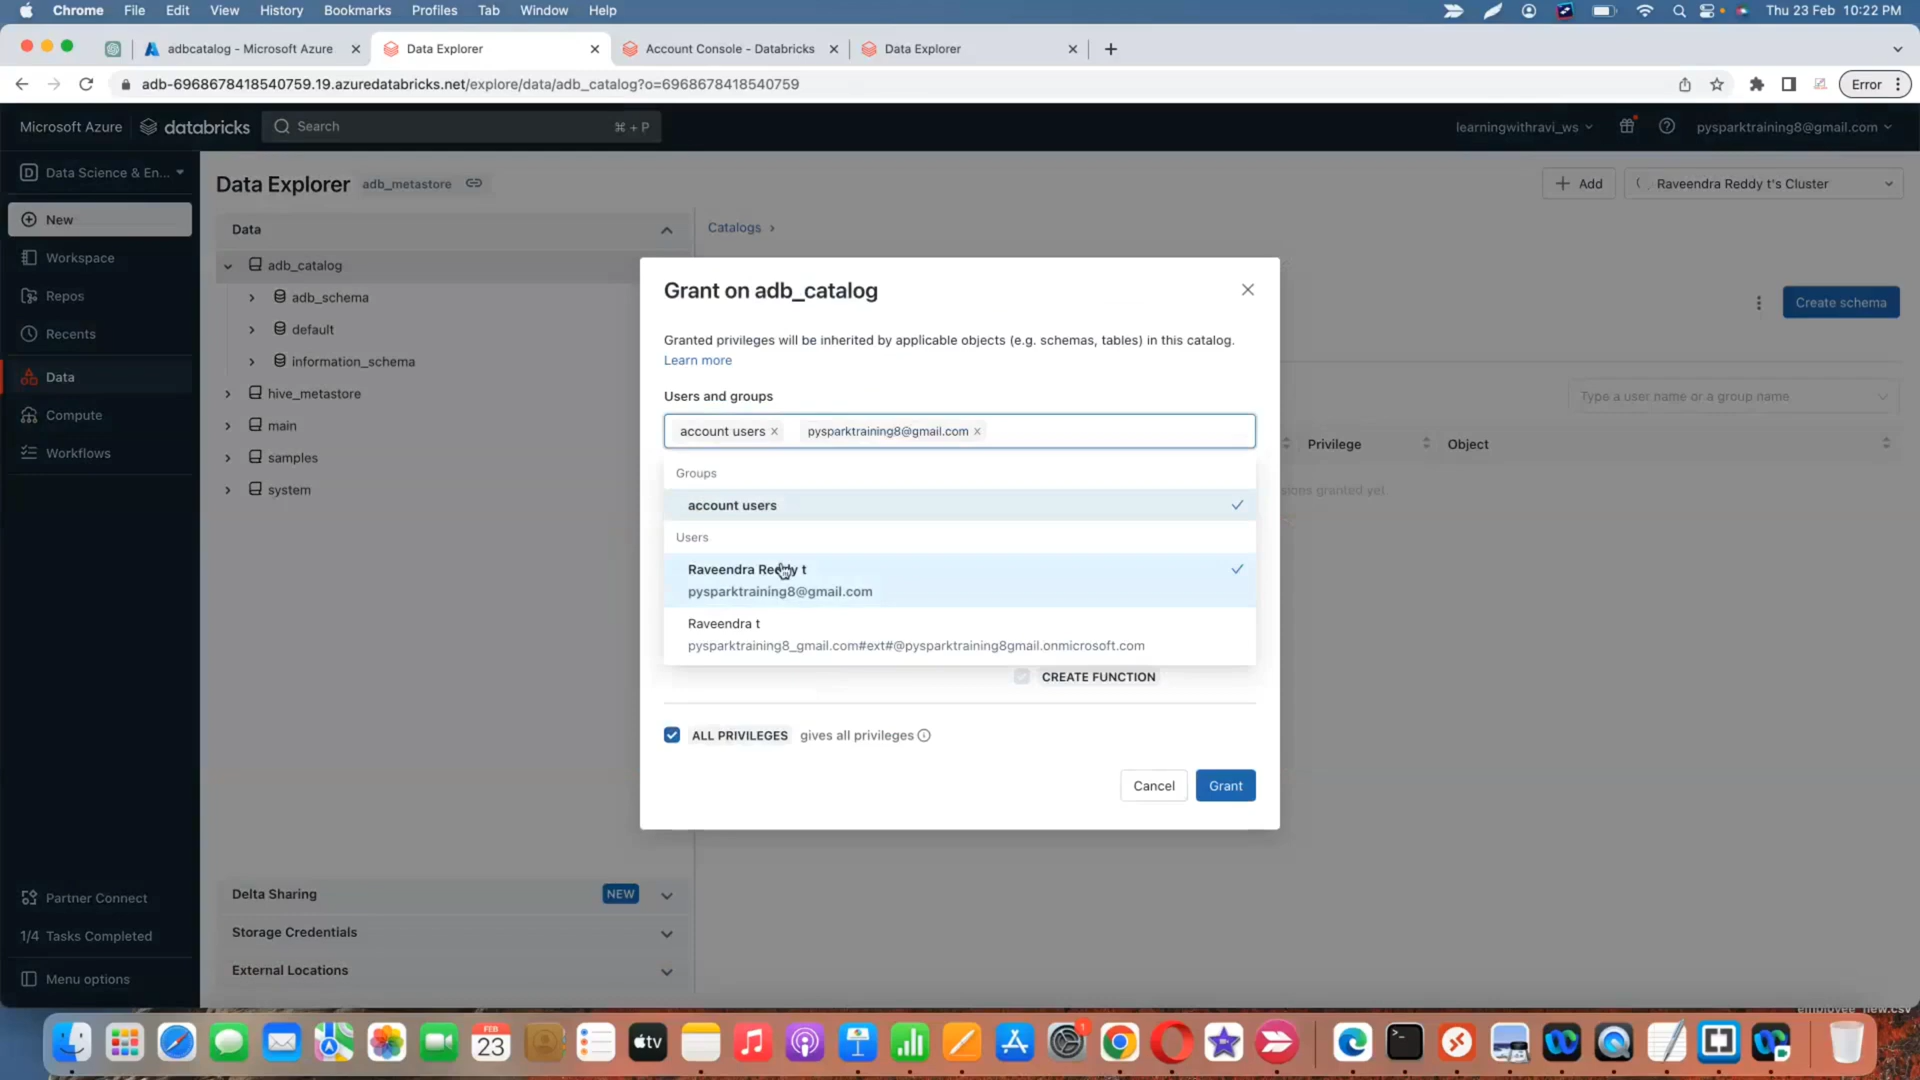 Chrome File Edit View History Bookmarks Profiles Tab Window Help Thu 23 Feb 10:22 PM
adbcatalog - Microsoft Azure Data Explorer Account Console - Databricks Data Explorer
adb-6968678418540759.19.azuredatabricks.net/explore/data/adb_catalog?o=6968678418540759 Error
Microsoft Azure databricks Search ⌘ + P learningwithravi_ws pysparktraining8@gmail.com
D Data Science & En...
New
Workspace
Repos
Recents
Data
Compute
Workflows
Partner Connect
1/4 Tasks Completed
Menu options
Data Explorer adb_metastore Add Raveendra Reddy t's Cluster
Data
adb_catalog
adb_schema
default
information_schema
hive_metastore
main
samples
system
Delta Sharing NEW
Storage Credentials
External Locations
Catalogs >
Create schema
Type a user name or a group name
Privilege Object
sions granted yet.
Grant on adb_catalog
Granted privileges will be inherited by applicable objects (e.g. schemas, tables) in this catalog.
Learn more
Users and groups
account users × pysparktraining8@gmail.com ×
Groups
account users
Users
Raveendra Reddy t
pysparktraining8@gmail.com
Raveendra t
pysparktraining8_gmail.com#ext#@pysparktraining8gmail.onmicrosoft.com
CREATE FUNCTION
ALL PRIVILEGES gives all privileges
Cancel Grant
employee_new.csv
FEB
23
tv
1